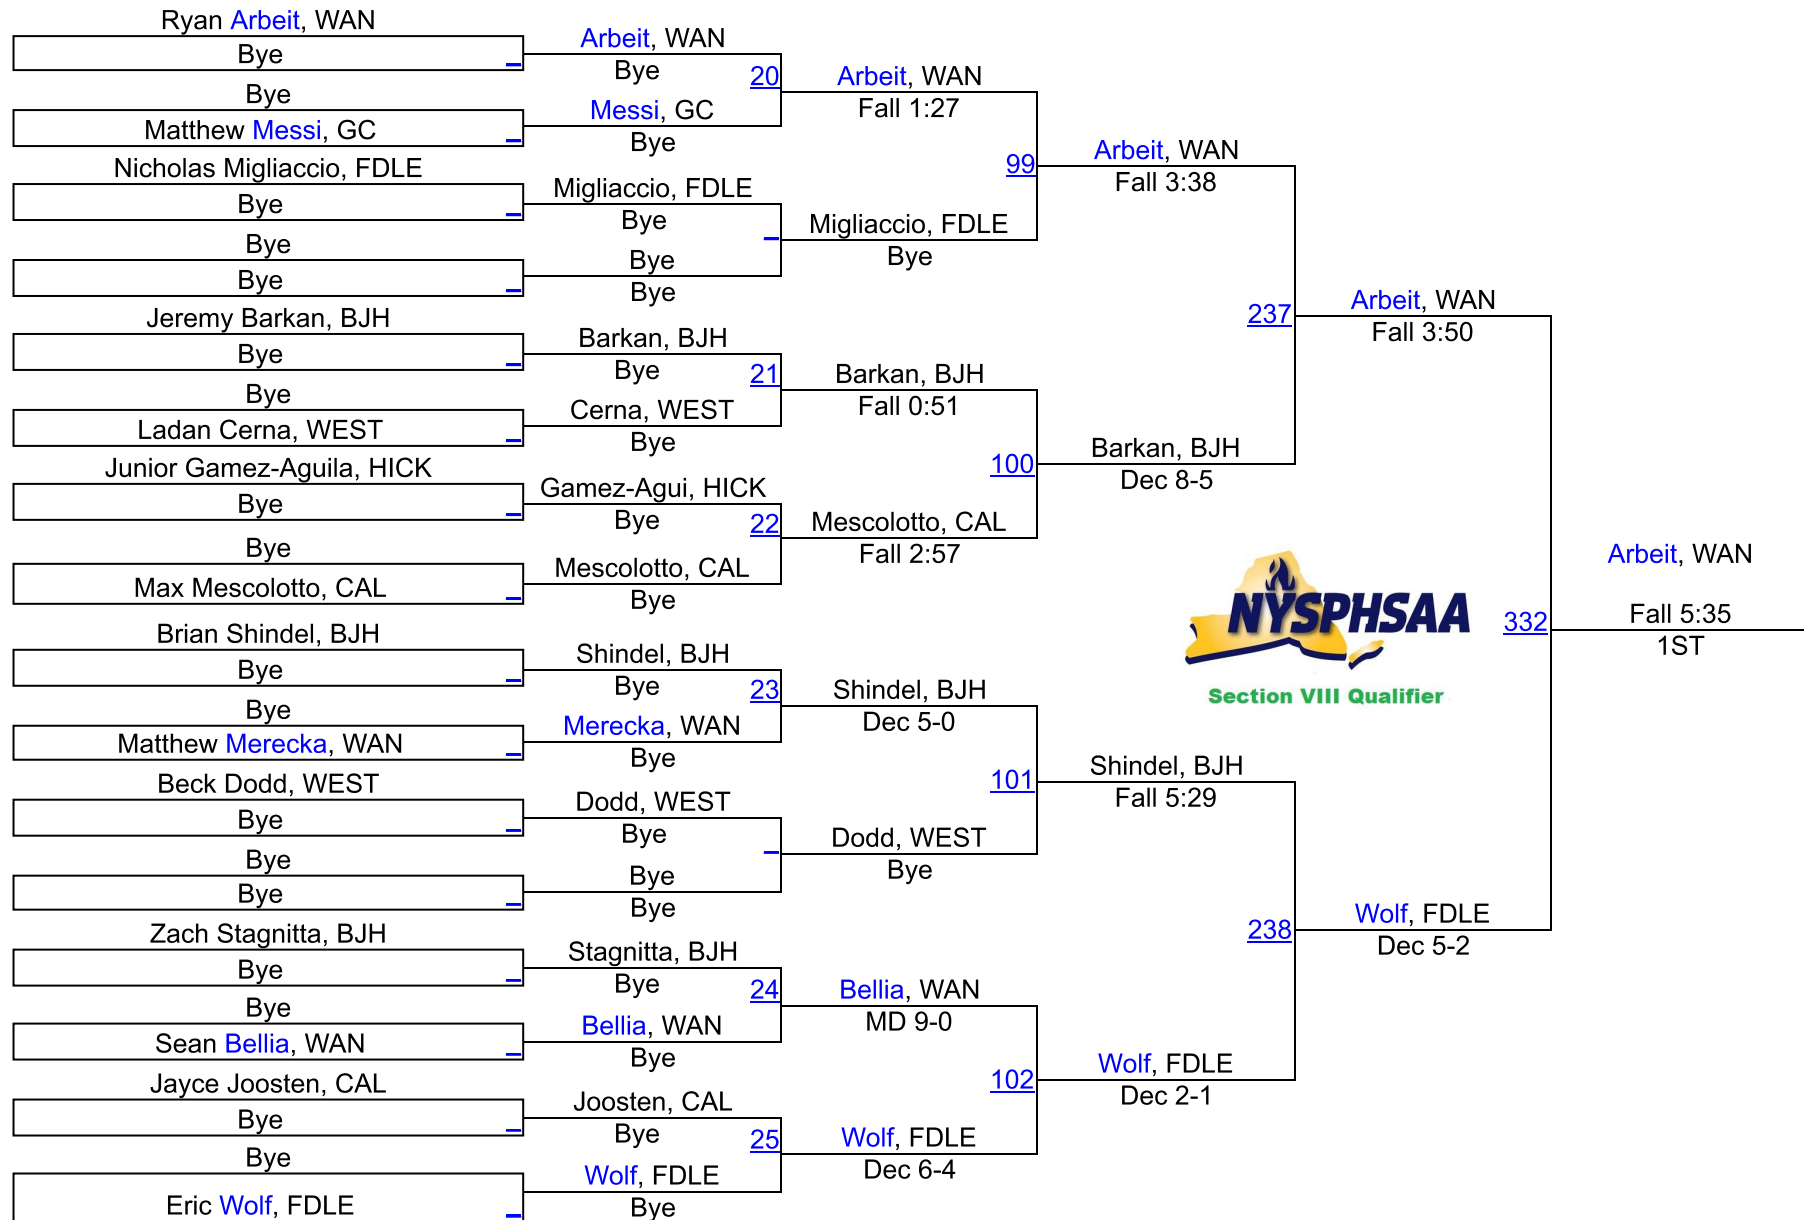 Ryan Arbeit, WAN
Bye
Bye
Matthew Messi, GC
Nicholas Migliaccio, FDLE
Bye
Bye
Bye
Jeremy Barkan, BJH
Bye
Bye
Ladan Cerna, WEST
Junior Gamez-Aguila, HICK
Bye
Bye
Max Mescolotto, CAL
Brian Shindel, BJH
Bye
Bye
Matthew Merecka, WAN
Beck Dodd, WEST
Bye
Bye
Bye
Zach Stagnitta, BJH
Bye
Bye
Sean Bellia, WAN
Jayce Joosten, CAL
Bye
Bye
Eric Wolf, FDLE
Arbeit, WAN
Bye
20
Messi, GC
Bye
Migliaccio, FDLE
Bye
Bye
Bye
Barkan, BJH
Bye
21
Cerna, WEST
Bye
Gamez-Agui, HICK
Bye
22
Mescolotto, CAL
Bye
Shindel, BJH
Bye
23
Merecka, WAN
Bye
Dodd, WEST
Bye
Bye
Bye
Stagnitta, BJH
Bye
24
Bellia, WAN
Bye
Joosten, CAL
Bye
25
Wolf, FDLE
Bye
Arbeit, WAN
Fall 1:27
99
Migliaccio, FDLE
Bye
Barkan, BJH
Fall 0:51
100
Mescolotto, CAL
Fall 2:57
Shindel, BJH
Dec 5-0
101
Dodd, WEST
Bye
Bellia, WAN
MD 9-0
102
Wolf, FDLE
Dec 6-4
Arbeit, WAN
Fall 3:38
237
Barkan, BJH
Dec 8-5
NYSPHSAA
Section VIII Qualifier
Shindel, BJH
Fall 5:29
238
Wolf, FDLE
Dec 2-1
Arbeit, WAN
Fall 3:50
332
Wolf, FDLE
Dec 5-2
Arbeit, WAN
Fall 5:35
1ST